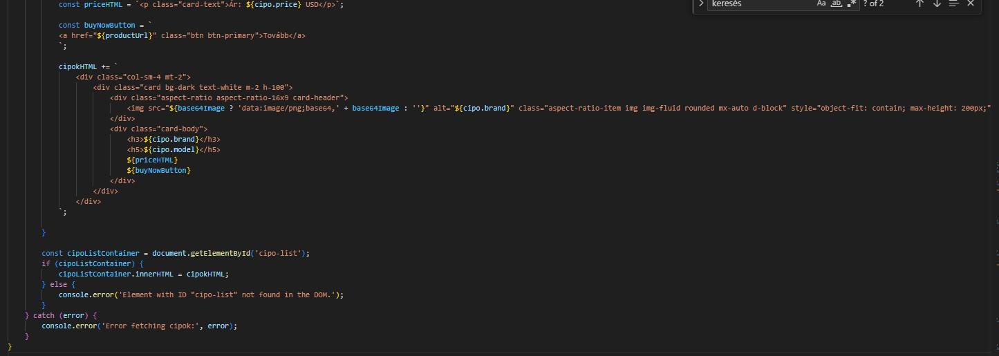 const priceHTML = `<p class="card-text">Ár: ${cipo.price} USD</p>`;
keresés
Aa ab .* ? of 2
const buyNowButton = `
<a href="${productUrl}" class="btn btn-primary">Tovább</a>
`;
cipokHTML += `
<div class="col-sm-4 mt-2">
<div class="card bg-dark text-white m-2 h-100">
<div class="aspect-ratio aspect-ratio-16x9 card-header">
<img src="${base64Image ? 'data:image/png;base64,' + base64Image : ''}" alt="${cipo.brand}" class="aspect-ratio-item img img-fluid rounded mx-auto d-block" style="object-fit: contain; max-height: 200px;"
</div>
<div class="card-body">
<h3>${cipo.brand}</h3>
<h5>${cipo.model}</h5>
${priceHTML}
${buyNowButton}
</div>
</div>
</div>
`;
}
const cipoListContainer = document.getElementById('cipo-list');
if (cipoListContainer) {
cipoListContainer.innerHTML = cipokHTML;
} else {
console.error('Element with ID "cipo-list" not found in the DOM.');
}
} catch (error) {
console.error('Error fetching cipok:', error);
}
}